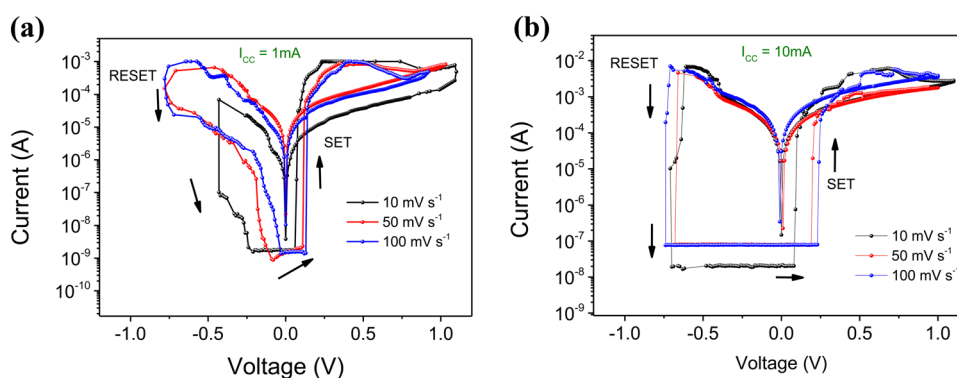 (a)
I_CC = 1mA
RESET
SET
10 mV s⁻¹
50 mV s⁻¹
100 mV s⁻¹
10⁻³
10⁻⁴
10⁻⁵
10⁻⁶
10⁻⁷
10⁻⁸
10⁻⁹
10⁻¹⁰
Current (A)
-1.0 -0.5 0.0 0.5 1.0
Voltage (V)
(b)
I_CC = 10mA
RESET
SET
10 mV s⁻¹
50 mV s⁻¹
100 mV s⁻¹
10⁻²
10⁻³
10⁻⁴
10⁻⁵
10⁻⁶
10⁻⁷
10⁻⁸
10⁻⁹
Current (A)
-1.0 -0.5 0.0 0.5 1.0
Voltage (V)